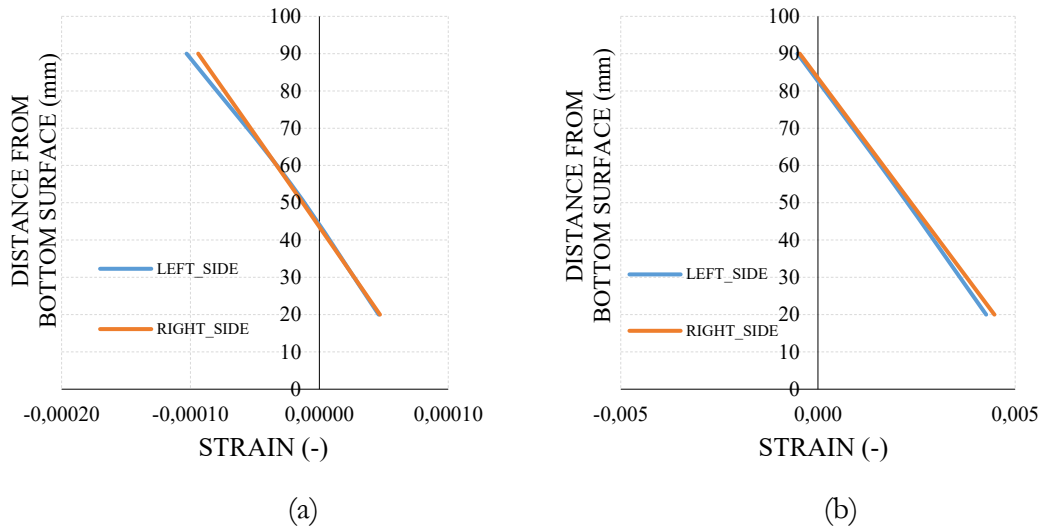 DISTANCE FROM
BOTTOM SURFACE (mm)
100
90
80
70
60
50
40
30
20
10
0
LEFT_SIDE
RIGHT_SIDE
-0,00020
-0,00010
0,00000
0,00010
STRAIN (-)
(a)
DISTANCE FROM
BOTTOM SURFACE (mm)
100
90
80
70
60
50
40
30
20
10
0
LEFT_SIDE
RIGHT_SIDE
-0,005
0,000
0,005
STRAIN (-)
(b)